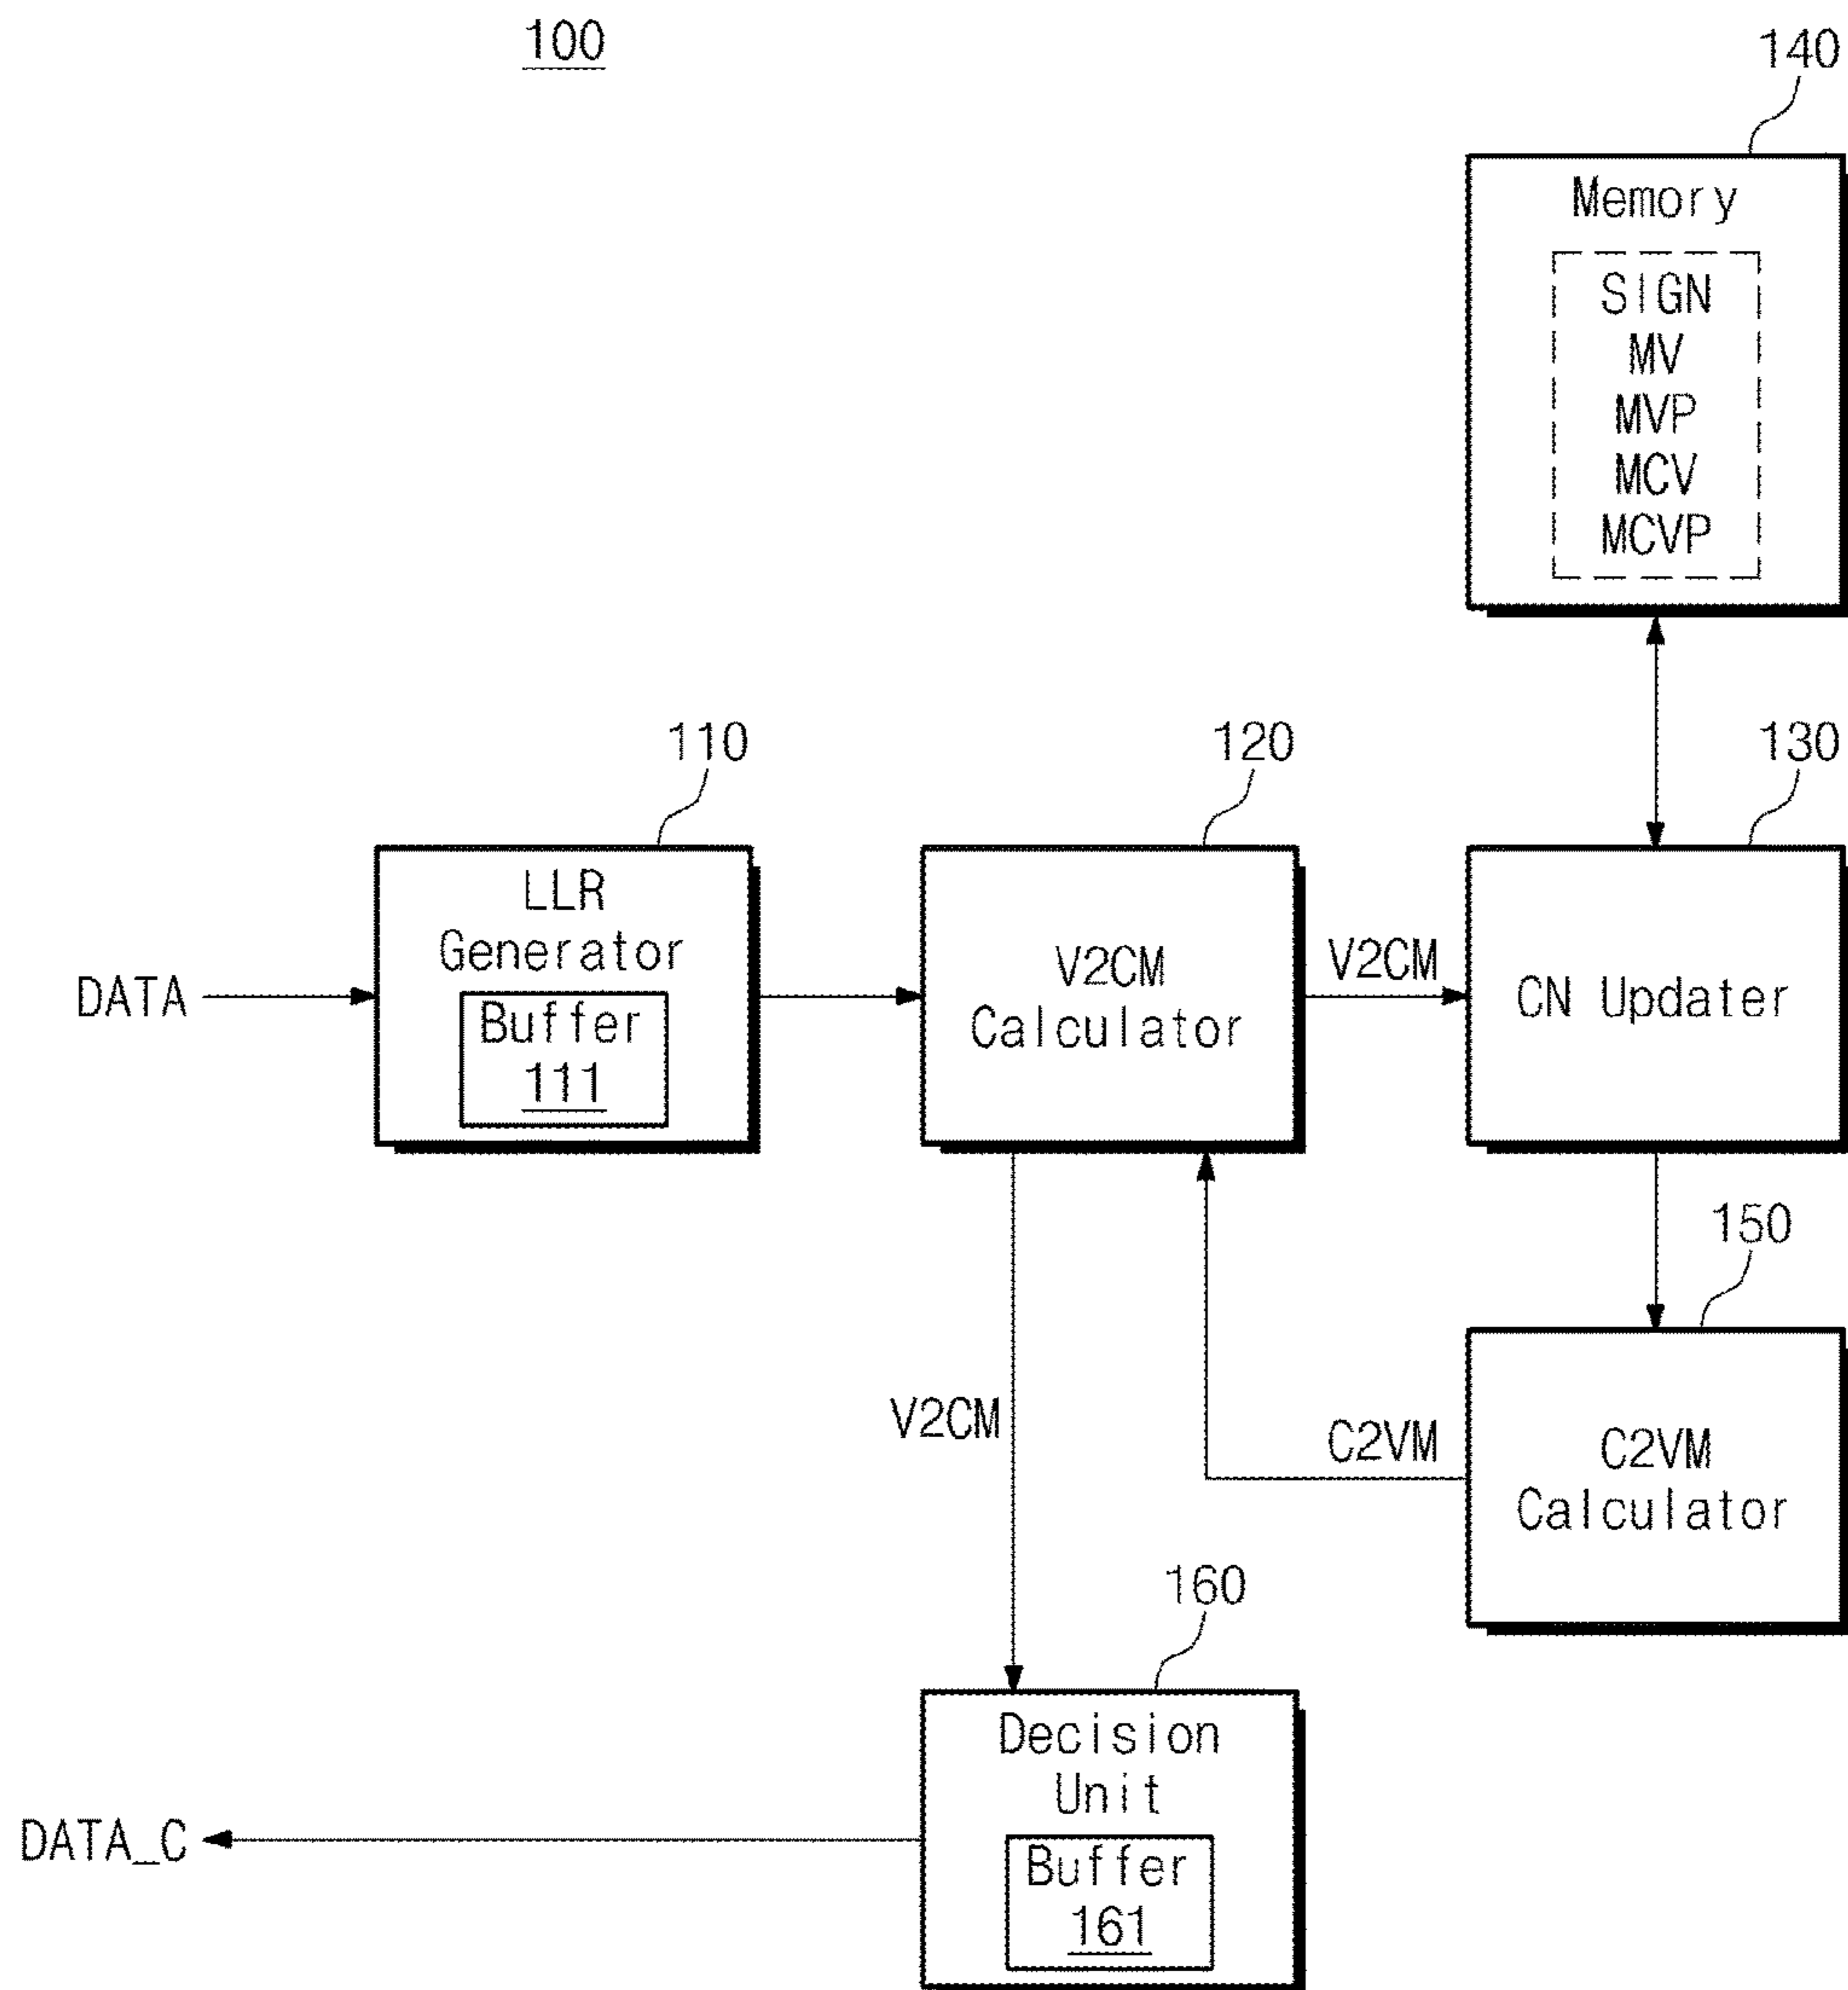 100
140
Memory
SIGN
MV
MVP
MCV
MCVP
110
120
130
LLR
Generator
Buffer
111
DATA
V2CM
Calculator
V2CM
CN Updater
150
V2CM
C2VM
C2VM
Calculator
160
Decision
Unit
Buffer
161
DATA_C